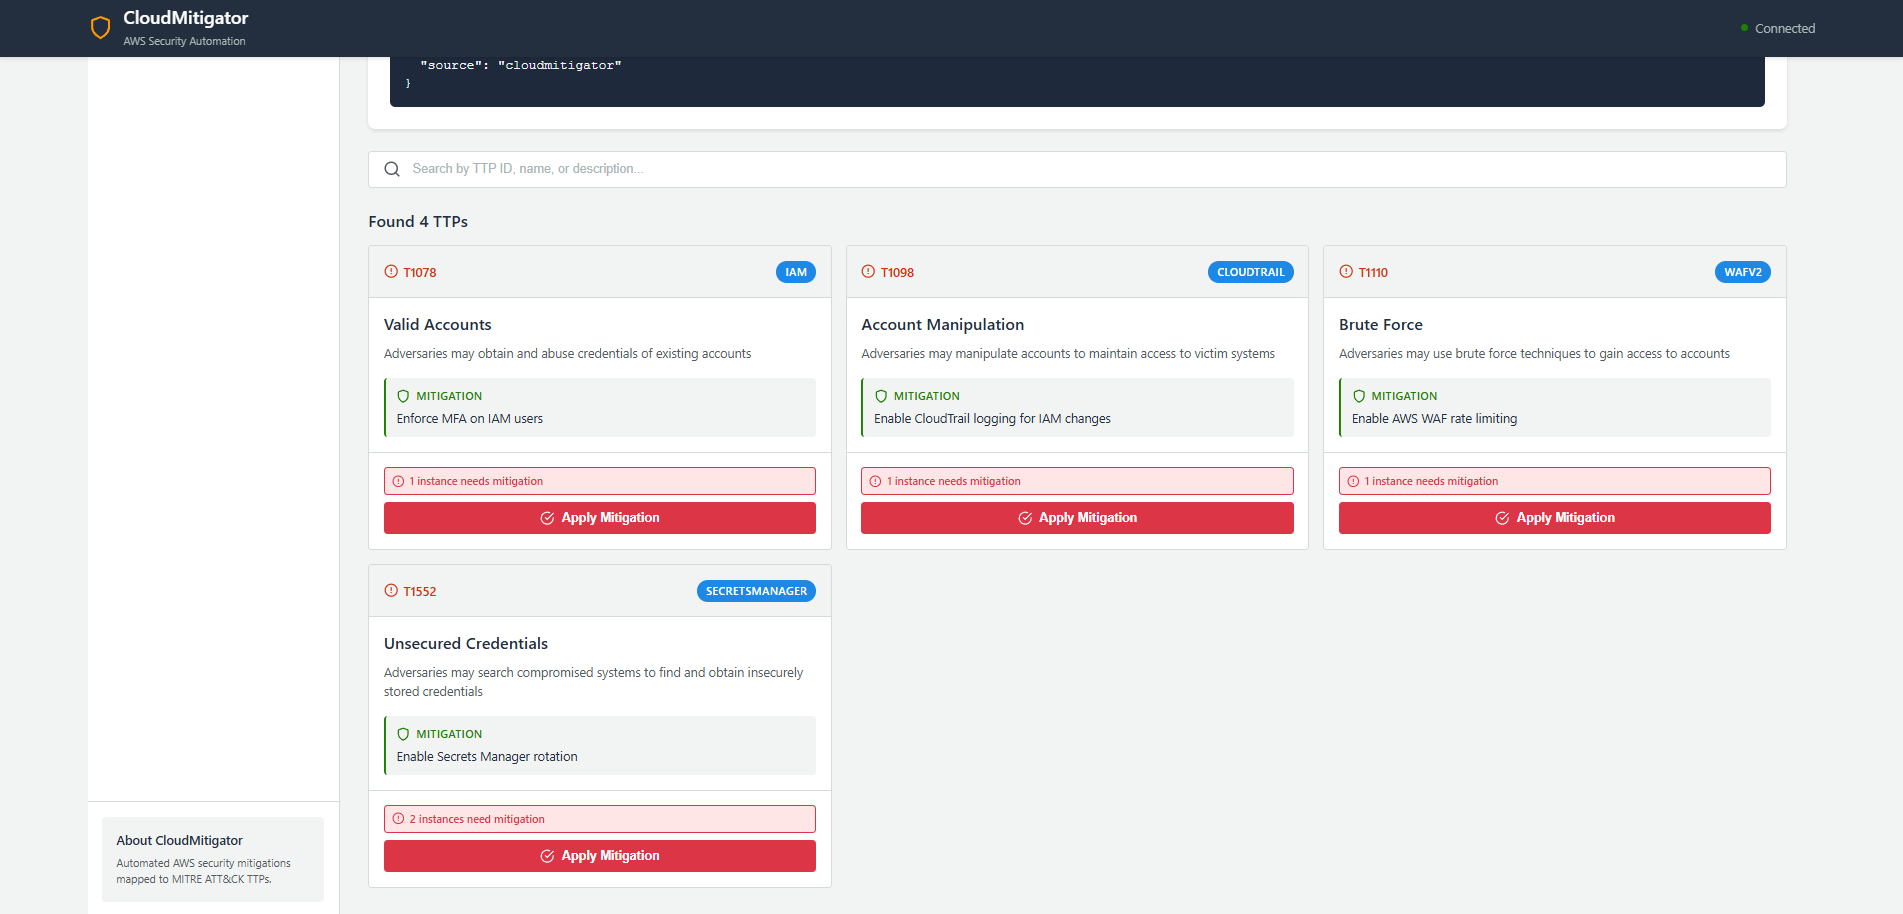 CloudMitigator
AWS Security Automation
Connected
"source": "cloudmitigator"
}
Search by TTP ID, name, or description...
Found 4 TTPs
T1078
IAM
Valid Accounts
Adversaries may obtain and abuse credentials of existing accounts
MITIGATION
Enforce MFA on IAM users
1 instance needs mitigation
Apply Mitigation
T1098
CLOUDTRAIL
Account Manipulation
Adversaries may manipulate accounts to maintain access to victim systems
MITIGATION
Enable CloudTrail logging for IAM changes
1 instance needs mitigation
Apply Mitigation
T1110
WAFV2
Brute Force
Adversaries may use brute force techniques to gain access to accounts
MITIGATION
Enable AWS WAF rate limiting
1 instance needs mitigation
Apply Mitigation
T1552
SECRETSMANAGER
Unsecured Credentials
Adversaries may search compromised systems to find and obtain insecurely
stored credentials
MITIGATION
Enable Secrets Manager rotation
2 instances need mitigation
Apply Mitigation
About CloudMitigator
Automated AWS security mitigations
mapped to MITRE ATT&CK TTPs.